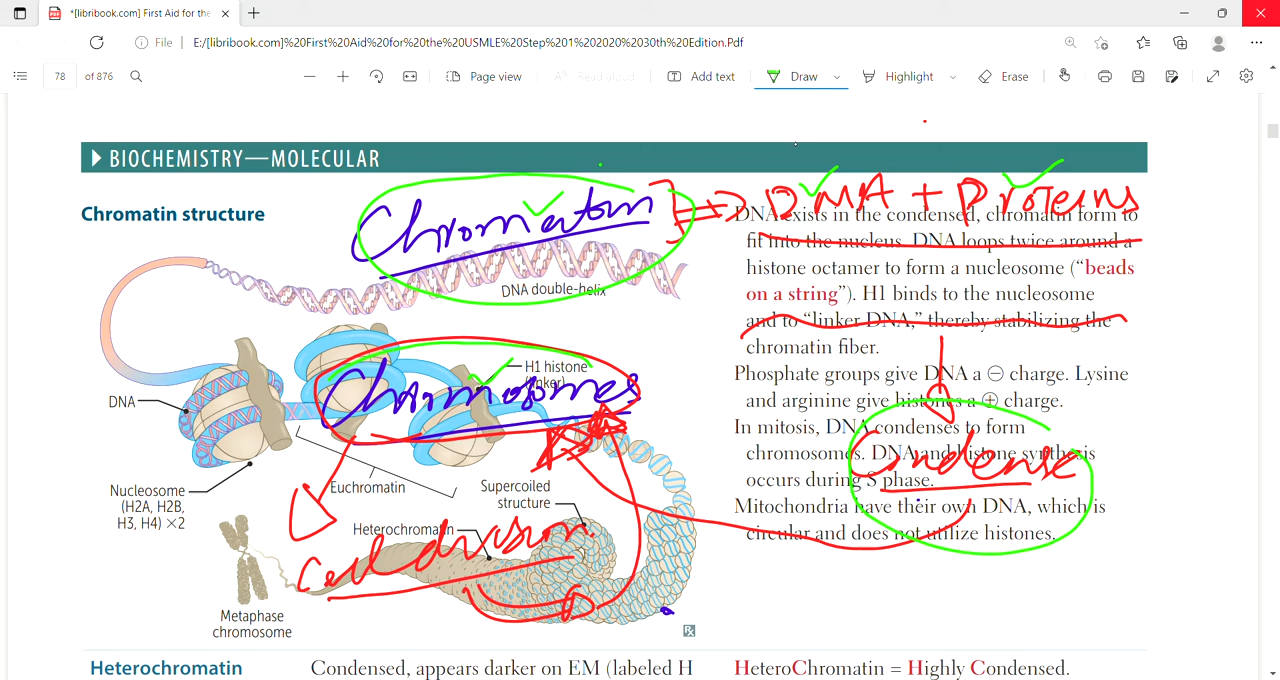 *[libribook.com] First Aid for the
File
E:/[libribook.com]%20First%20Aid%20for%20the%20USMLE%20Step%201%202020%2030th%20Edition.Pdf
78 of 876
Page view
Read aloud
Add text
Draw
Highlight
Erase
BIOCHEMISTRY—MOLECULAR
Chromatin structure
Chromatin
=> DNA + Proteins
DNA double-helix
H1 histone
(linker)
Chromosomes
DNA
Euchromatin
Nucleosome
(H2A, H2B,
H3, H4) ×2
Supercoiled
structure
Heterochromatin
Cell division
Metaphase
chromosome
DNA exists in the condensed, chromatin form to
fit into the nucleus. DNA loops twice around a
histone octamer to form a nucleosome (“beads
on a string”). H1 binds to the nucleosome
and to “linker DNA,” thereby stabilizing the
chromatin fiber.
Phosphate groups give DNA a ⊖ charge. Lysine
and arginine give histones a ⊕ charge.
In mitosis, DNA condenses to form
chromosomes. DNA and histone synthesis
occurs during S phase.
Mitochondria have their own DNA, which is
circular and does not utilize histones.
Condense
Rx
Heterochromatin
Condensed, appears darker on EM (labeled H
HeteroChromatin = Highly Condensed.